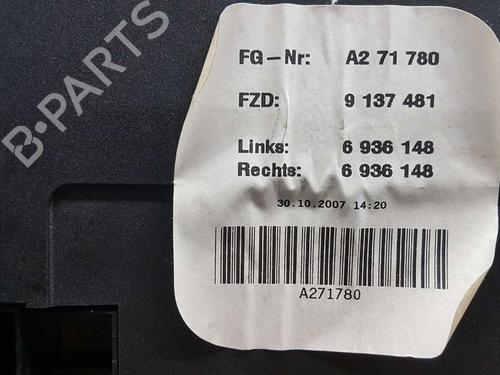 B-PARTS
FG-Nr: A2 71 780
FZD: 9 137 481
Links: 6 936 148
Rechts: 6 936 148
30.10.2007 14:20
A271780